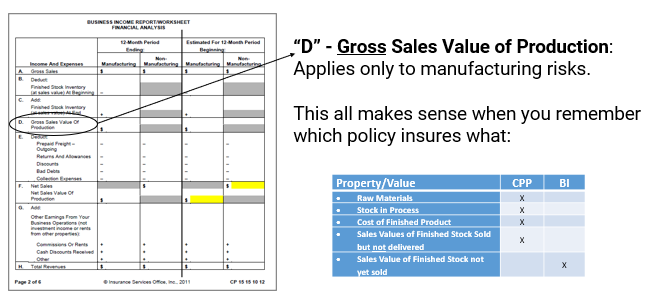 BUSINESS INCOME REPORT/WORKSHEET
FINANCIAL ANALYSIS
12-Month Period
Ending:
Estimated For 12-Month Period
Beginning:
Income And Expenses
Manufacturing
Non-
Manufacturing
Manufacturing
Non-
Manufacturing
A. Gross Sales $ $ $ $
B. Deduct:
Finished Stock Inventory
(at sales value) At Beginning – –
C. Add:
Finished Stock Inventory
(at sales value) At End + +
D. Gross Sales Value Of
Production $ $
E. Deduct:
Prepaid Freight –
Outgoing – – – –
Returns And Allowances – – – –
Discounts – – – –
Bad Debts – – – –
Collection Expenses – – – –
F. Net Sales $ $
Net Sales Value Of
Production $ $
G. Add:
Other Earnings From Your
Business Operations (not
investment income or rents
from other properties):
Commissions Or Rents + + + +
Cash Discounts Received + + + +
Other + + + +
H. Total Revenues $ $ $ $
Page 2 of 6 © Insurance Services Office, Inc., 2011 CP 15 15 10 12
“D” - Gross Sales Value of Production:
Applies only to manufacturing risks.
This all makes sense when you remember
which policy insures what:
Property/Value CPP BI
• Raw Materials X
• Stock in Process X
• Cost of Finished Product X
• Sales Values of Finished Stock Sold
but not delivered X
• Sales Value of Finished Stock not
yet sold X